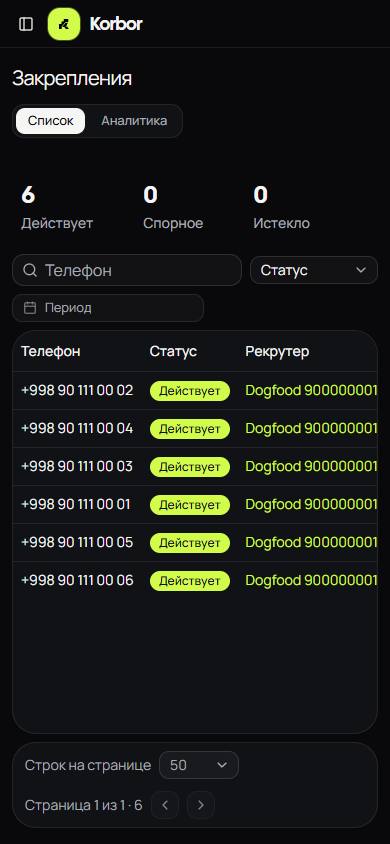 Korbor
Закрепления
Список Аналитика
6 0 0
Действует Спорное Истекло
Телефон Статус
Период
Телефон Статус Рекрутер
+998 90 111 00 02 Действует Dogfood 900000001
+998 90 111 00 04 Действует Dogfood 900000001
+998 90 111 00 03 Действует Dogfood 900000001
+998 90 111 00 01 Действует Dogfood 900000001
+998 90 111 00 05 Действует Dogfood 900000001
+998 90 111 00 06 Действует Dogfood 900000001
Строк на странице 50
Страница 1 из 1 · 6